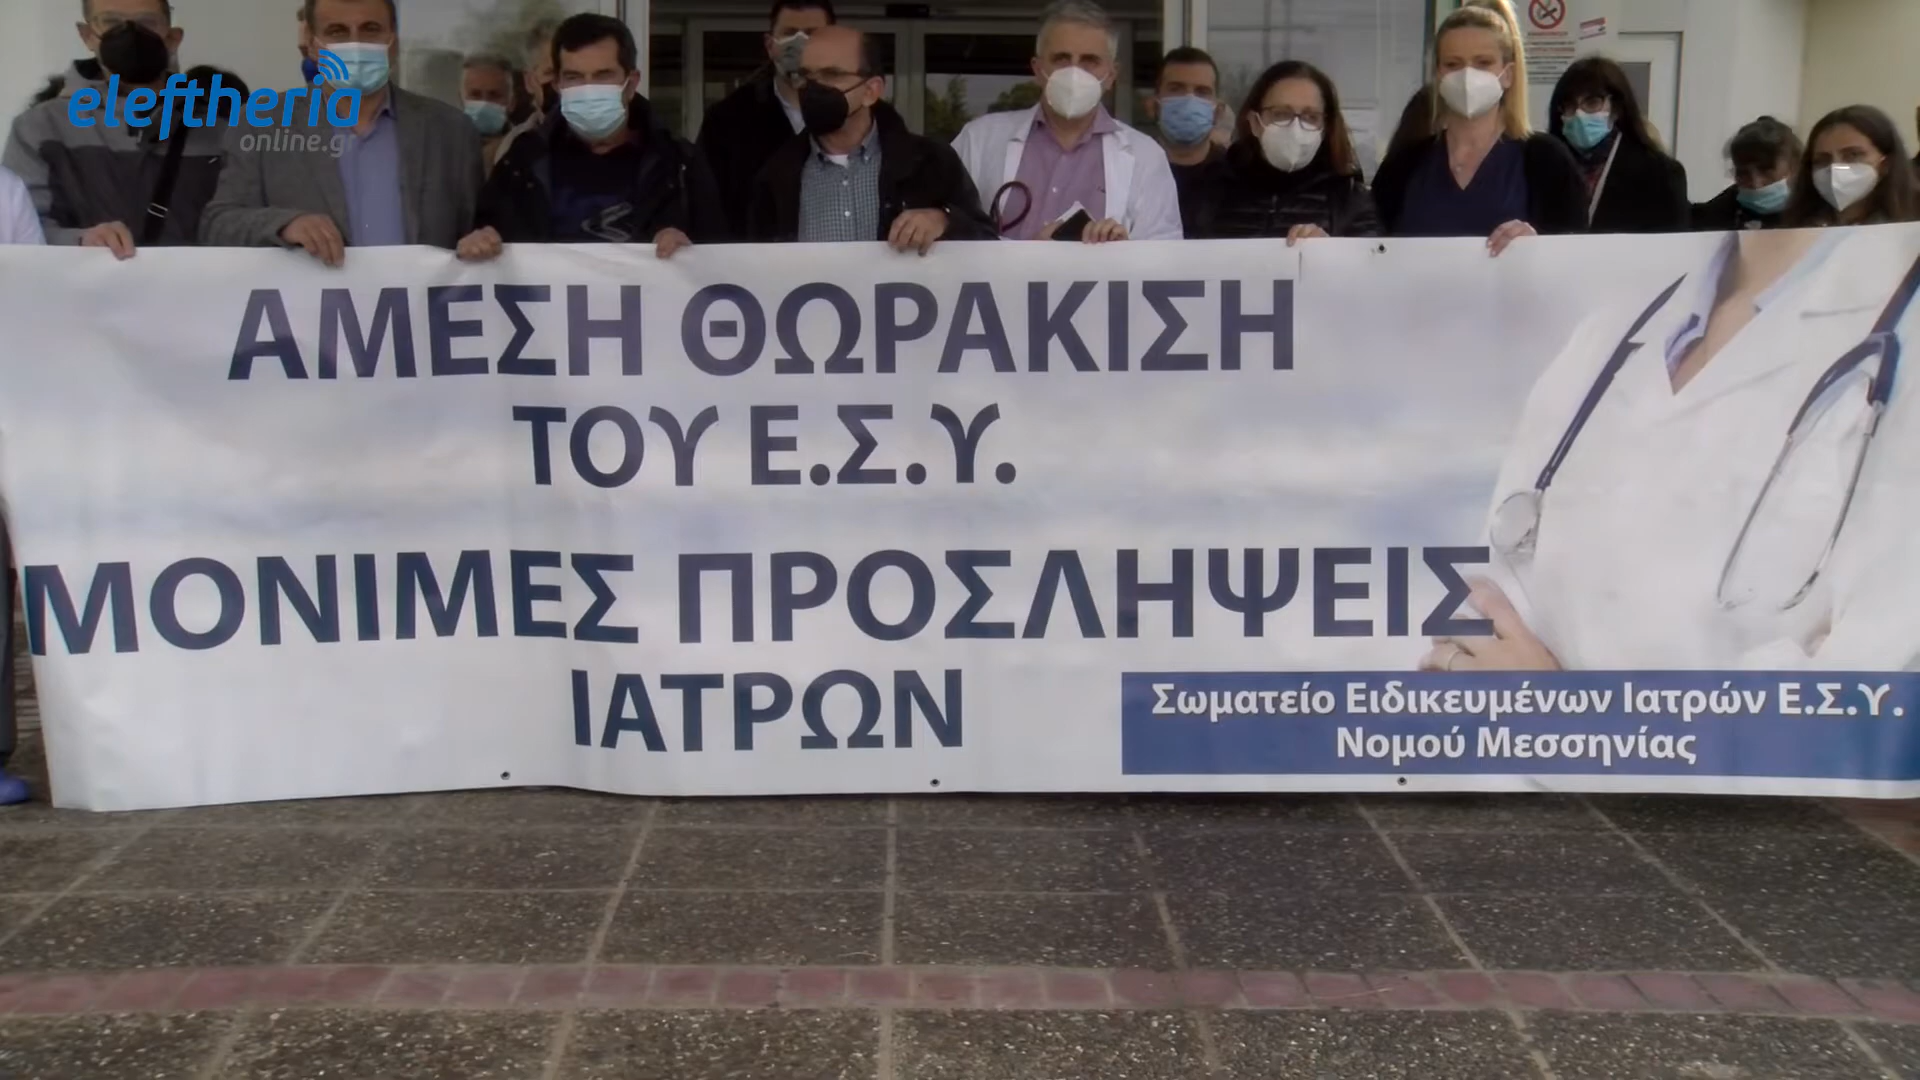 eleftheria
online.gr
ΑΜΕΣΗ ΘΩΡΑΚΙΣΗ
ΤΟΥ Ε.Σ.Υ.
ΜΟΝΙΜΕΣ ΠΡΟΣΛΗΨΕΙΣ
ΙΑΤΡΩΝ
Σωματείο Ειδικευμένων Ιατρών Ε.Σ.Υ.
Νομού Μεσσηνίας